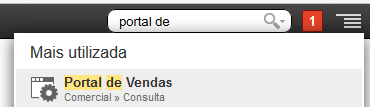 portal de
1
Mais utilizada
Portal de Vendas
Comercial » Consulta